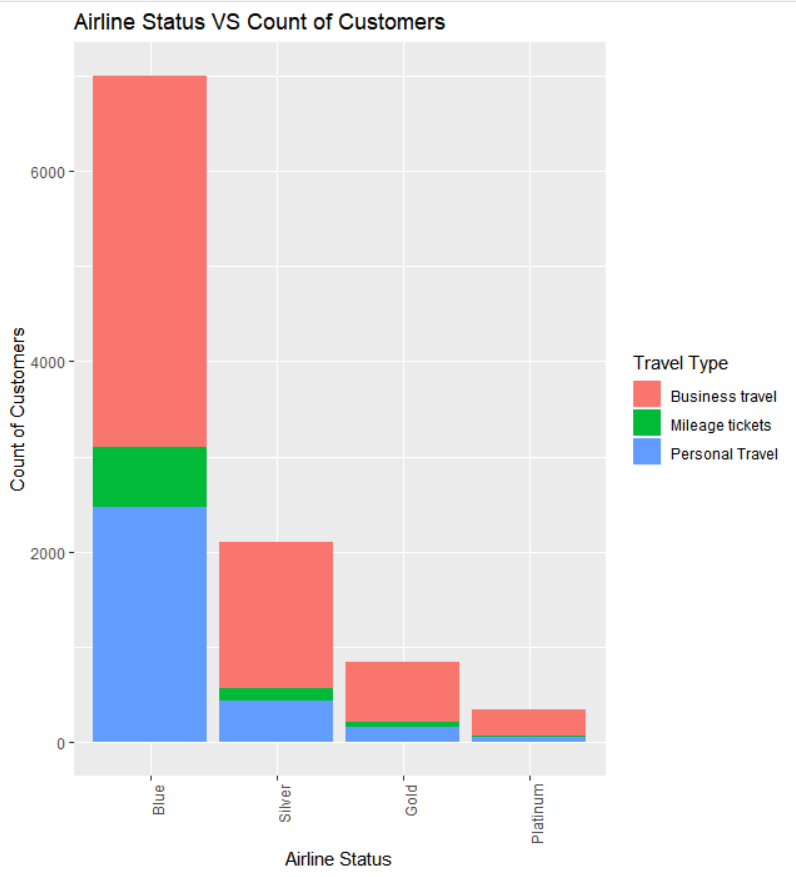 Airline Status VS Count of Customers
Count of Customers
6000
4000
2000
0
Blue
Silver
Gold
Platinum
Airline Status
Travel Type
Business travel
Mileage tickets
Personal Travel